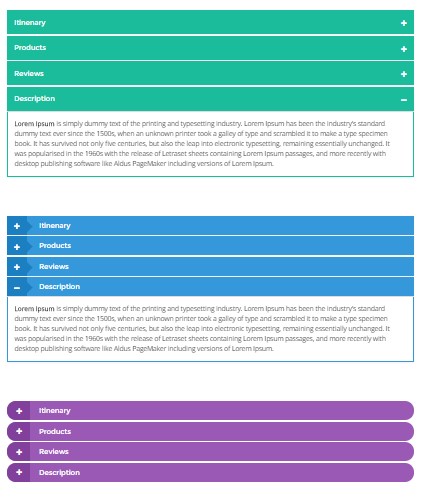 Itinenary
Products
Reviews
Description
Lorem Ipsum is simply dummy text of the printing and typesetting industry. Lorem Ipsum has been the industry's standard
dummy text ever since the 1500s, when an unknown printer took a galley of type and scrambled it to make a type specimen
book. It has survived not only five centuries, but also the leap into electronic typesetting, remaining essentially unchanged. It
was popularised in the 1960s with the release of Letraset sheets containing Lorem Ipsum passages, and more recently with
desktop publishing software like Aldus PageMaker including versions of Lorem Ipsum.
Itinenary
Products
Reviews
Description
Lorem Ipsum is simply dummy text of the printing and typesetting industry. Lorem Ipsum has been the industry's standard
dummy text ever since the 1500s, when an unknown printer took a galley of type and scrambled it to make a type specimen
book. It has survived not only five centuries, but also the leap into electronic typesetting, remaining essentially unchanged. It
was popularised in the 1960s with the release of Letraset sheets containing Lorem Ipsum passages, and more recently with
desktop publishing software like Aldus PageMaker including versions of Lorem Ipsum.
Itinenary
Products
Reviews
Description